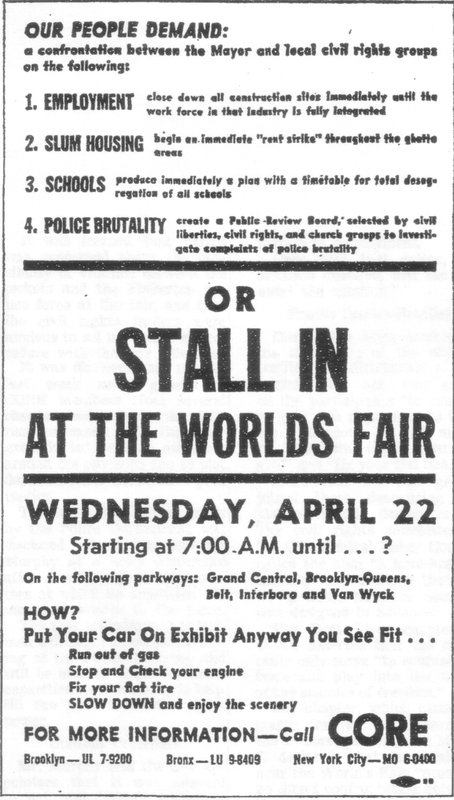 OUR PEOPLE DEMAND:
a confrontation between the Mayor and local civil rights groups
on the following:
1. EMPLOYMENT close down all construction sites immediately until the
work force in that industry is fully integrated
2. SLUM HOUSING begin an immediate "rent strike" throughout the ghetto
areas
3. SCHOOLS produce immediately a plan with a timetable for total deseg-
regation of all schools
4. POLICE BRUTALITY create a Public Review Board, selected by civil
liberties, civil rights, and church groups to investi-
gate complaints of police brutality
OR
STALL IN
AT THE WORLDS FAIR
WEDNESDAY, APRIL 22
Starting at 7:00 A.M. until . . . ?
On the following parkways: Grand Central, Brooklyn-Queens,
Belt, Interboro and Van Wyck
HOW?
Put Your Car On Exhibit Anyway You See Fit . . .
Run out of gas
Stop and Check your engine
Fix your flat tire
SLOW DOWN and enjoy the scenery
FOR MORE INFORMATION—Call CORE
Brooklyn — UL 7-9200 Bronx — LU 9-8409 New York City — MO 6-0400